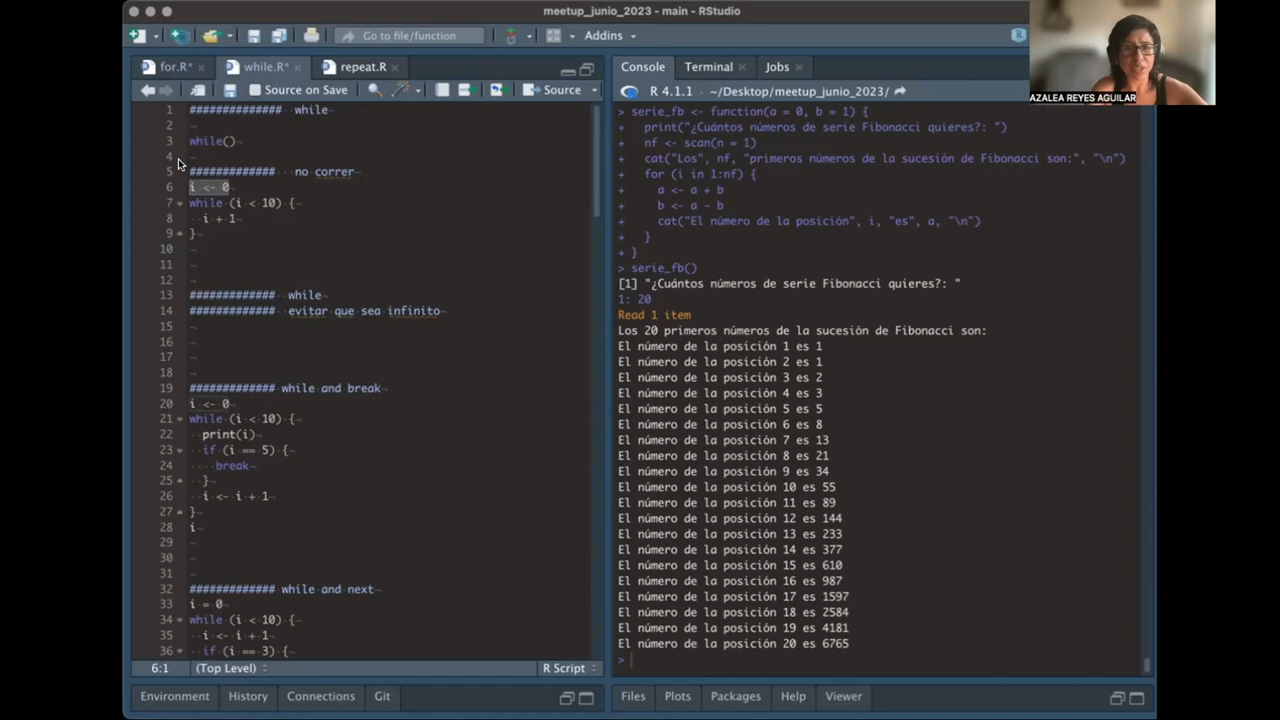 meetup_junio_2023 - main - RStudio
Go to file/function
Addins
AZALEA REYES AGUILAR
for.R*
while.R*
repeat.R
Source on Save
Source
1 ############## while
2
3 while()
4
5 ############# no correr
6 i <- 0
7 while (i < 10) {
8 i + 1
9 }
10
11
12
13 ############# while
14 ############# evitar que sea infinito
15
16
17
18
19 ############# while and break
20 i <- 0
21 while (i < 10) {
22 print(i)
23 if (i == 5) {
24 break
25 }
26 i <- i + 1
27 }
28 i
29
30
31
32 ############# while and next
33 i = 0
34 while (i < 10) {
35 i <- i + 1
36 if (i == 3) {
6:1 (Top Level) R Script
Environment History Connections Git
Console Terminal Jobs
R 4.1.1 · ~/Desktop/meetup_junio_2023/
> serie_fb <- function(a = 0, b = 1) {
+ print("¿Cuántos números de serie Fibonacci quieres?: ")
+ nf <- scan(n = 1)
+ cat("Los", nf, "primeros números de la sucesión de Fibonacci son:", "\n")
+ for (i in 1:nf) {
+ a <- a + b
+ b <- a - b
+ cat("El número de la posición", i, "es", a, "\n")
+ }
+ }
> serie_fb()
[1] "¿Cuántos números de serie Fibonacci quieres?: "
1: 20
Read 1 item
Los 20 primeros números de la sucesión de Fibonacci son:
El número de la posición 1 es 1
El número de la posición 2 es 1
El número de la posición 3 es 2
El número de la posición 4 es 3
El número de la posición 5 es 5
El número de la posición 6 es 8
El número de la posición 7 es 13
El número de la posición 8 es 21
El número de la posición 9 es 34
El número de la posición 10 es 55
El número de la posición 11 es 89
El número de la posición 12 es 144
El número de la posición 13 es 233
El número de la posición 14 es 377
El número de la posición 15 es 610
El número de la posición 16 es 987
El número de la posición 17 es 1597
El número de la posición 18 es 2584
El número de la posición 19 es 4181
El número de la posición 20 es 6765
>
Files Plots Packages Help Viewer